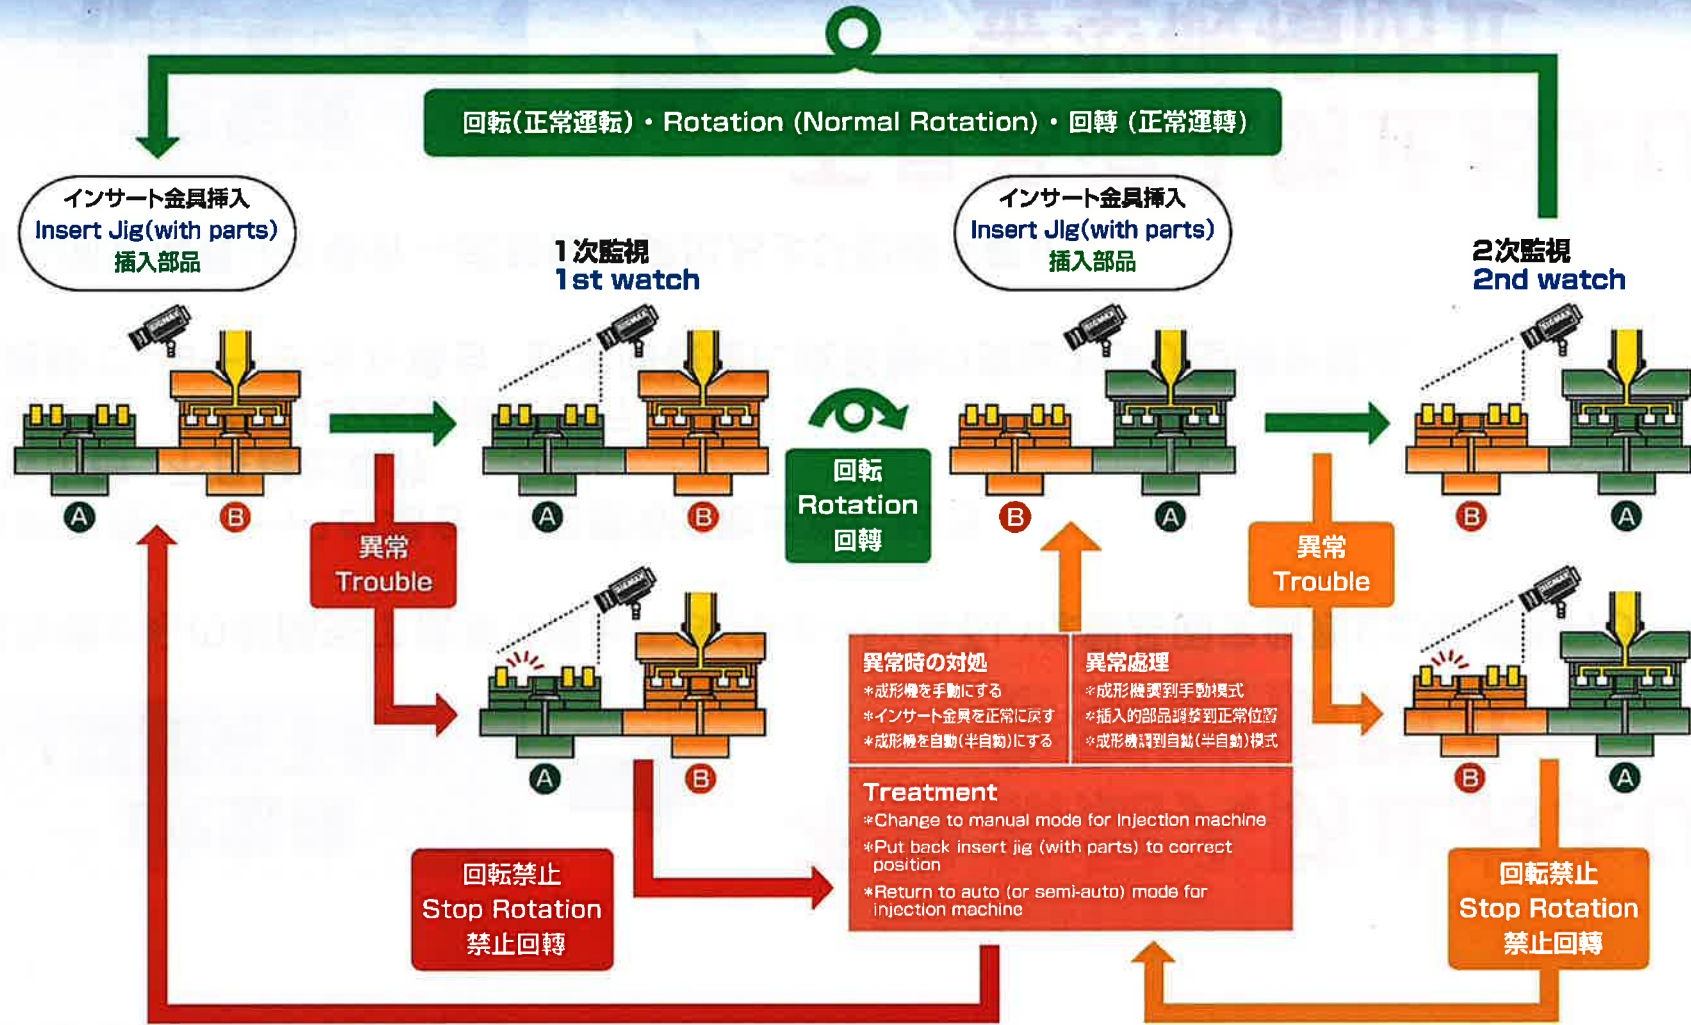 回転(正常運転)・Rotation (Normal Rotation)・回轉 (正常運轉)
インサート金具挿入
Insert Jig(with parts)
插入部品
1次監視
1st watch
インサート金具挿入
Insert Jig(with parts)
插入部品
2次監視
2nd watch
SIGMAX
SIGMAX
SIGMAX
SIGMAX
A
B
A
B
回転
Rotation
回轉
B
A
B
A
異常
Trouble
異常
Trouble
SIGMAX
SIGMAX
A
B
B
A
異常時の対処
*成形機を手動にする
*インサート金具を正常に戻す
*成形機を自動(半自動)にする
異常處理
*成形機調到手動模式
*插入的部品調整到正常位置
*成形機調到自動(半自動)模式
Treatment
*Change to manual mode for injection machine
*Put back insert jig (with parts) to correct
position
*Return to auto (or semi-auto) mode for
injection machine
回転禁止
Stop Rotation
禁止回轉
回転禁止
Stop Rotation
禁止回轉